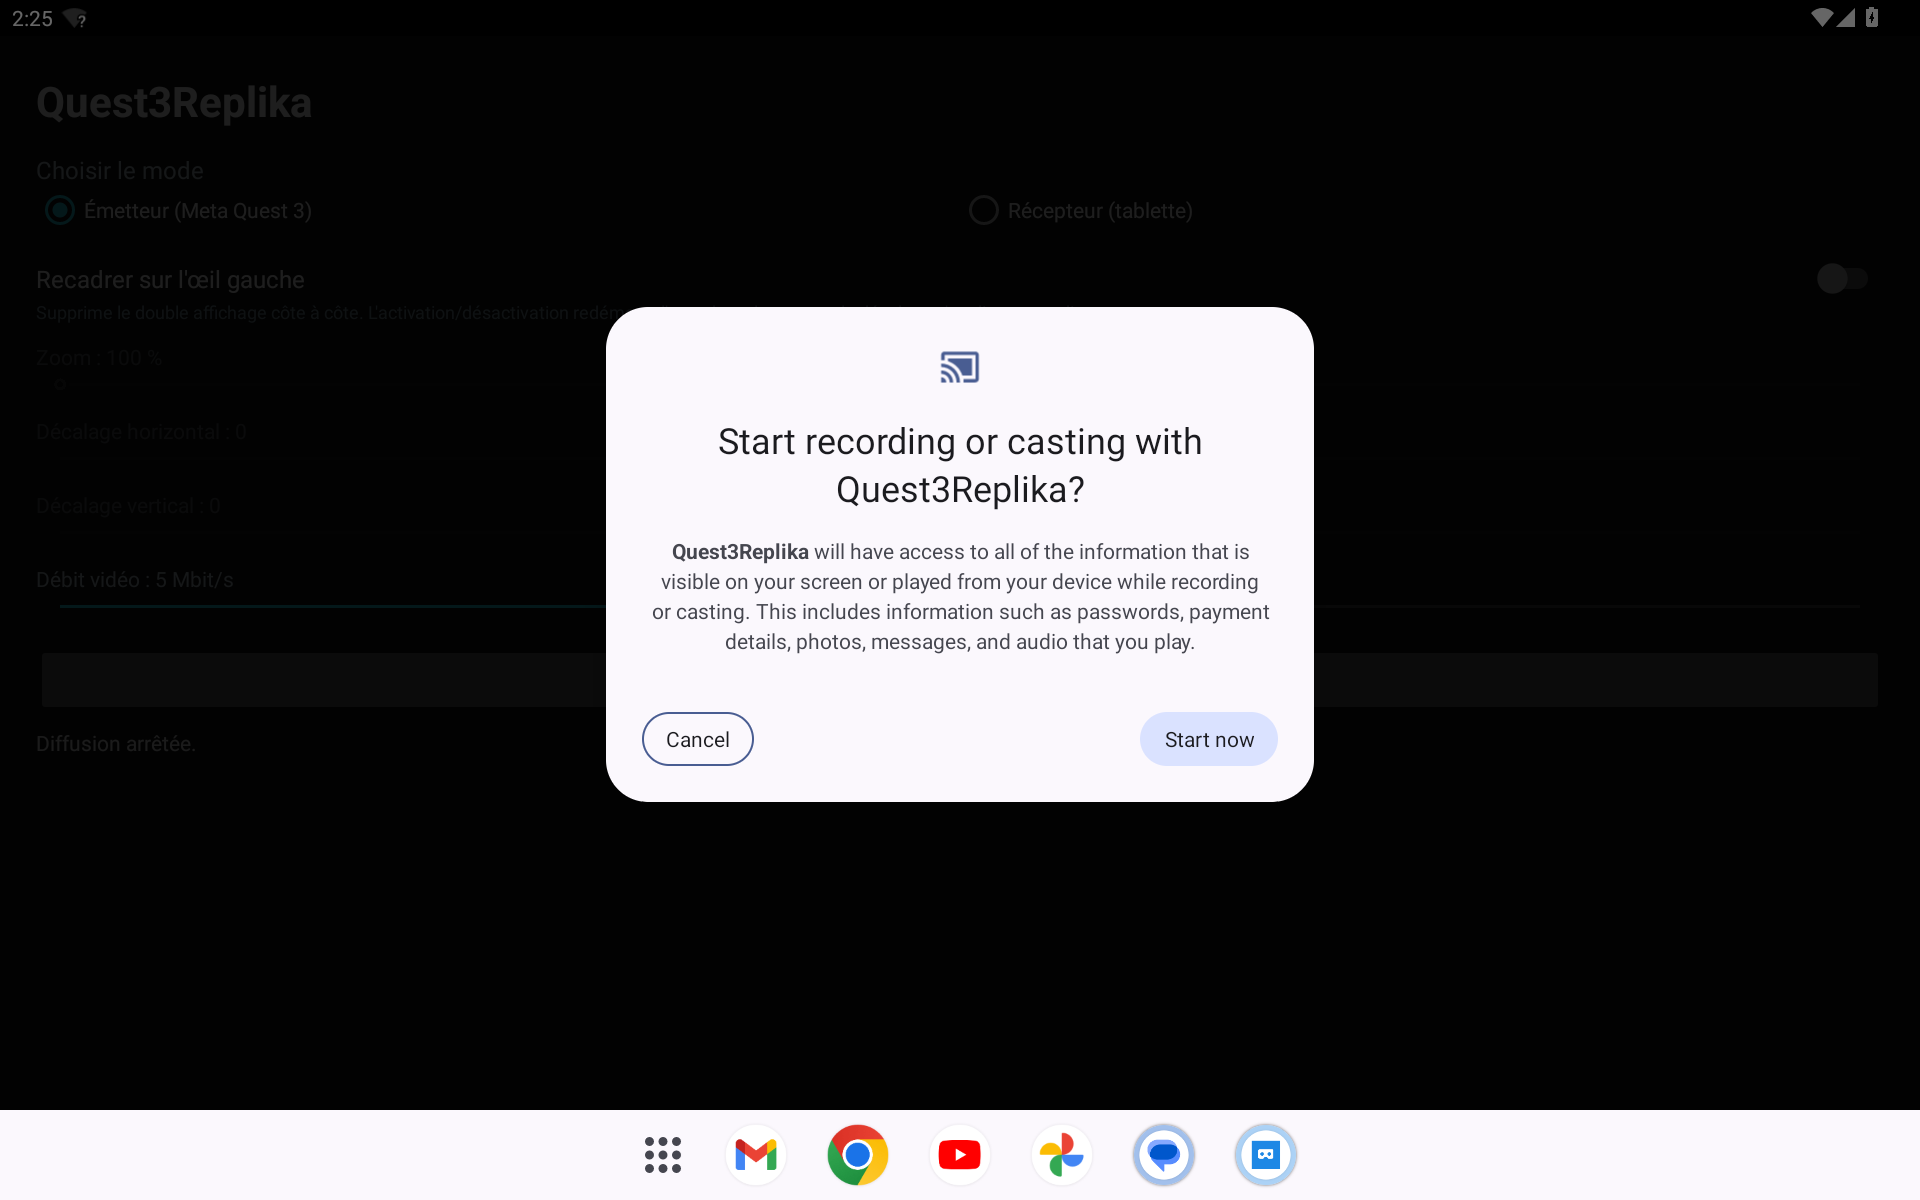 2:25
Quest3Replika
Choisir le mode
Émetteur (Meta Quest 3)
Récepteur (tablette)
Recadrer sur l'œil gauche
Supprime le double affichage côte à côte. L'activation/désactivation
Zoom : 100 %
Décalage horizontal : 0
Décalage vertical : 0
Débit vidéo : 5 Mbit/s
Diffusion arrêtée.
Start recording or casting with
Quest3Replika?
Quest3Replika will have access to all of the information that is
visible on your screen or played from your device while recording
or casting. This includes information such as passwords, payment
details, photos, messages, and audio that you play.
Cancel
Start now